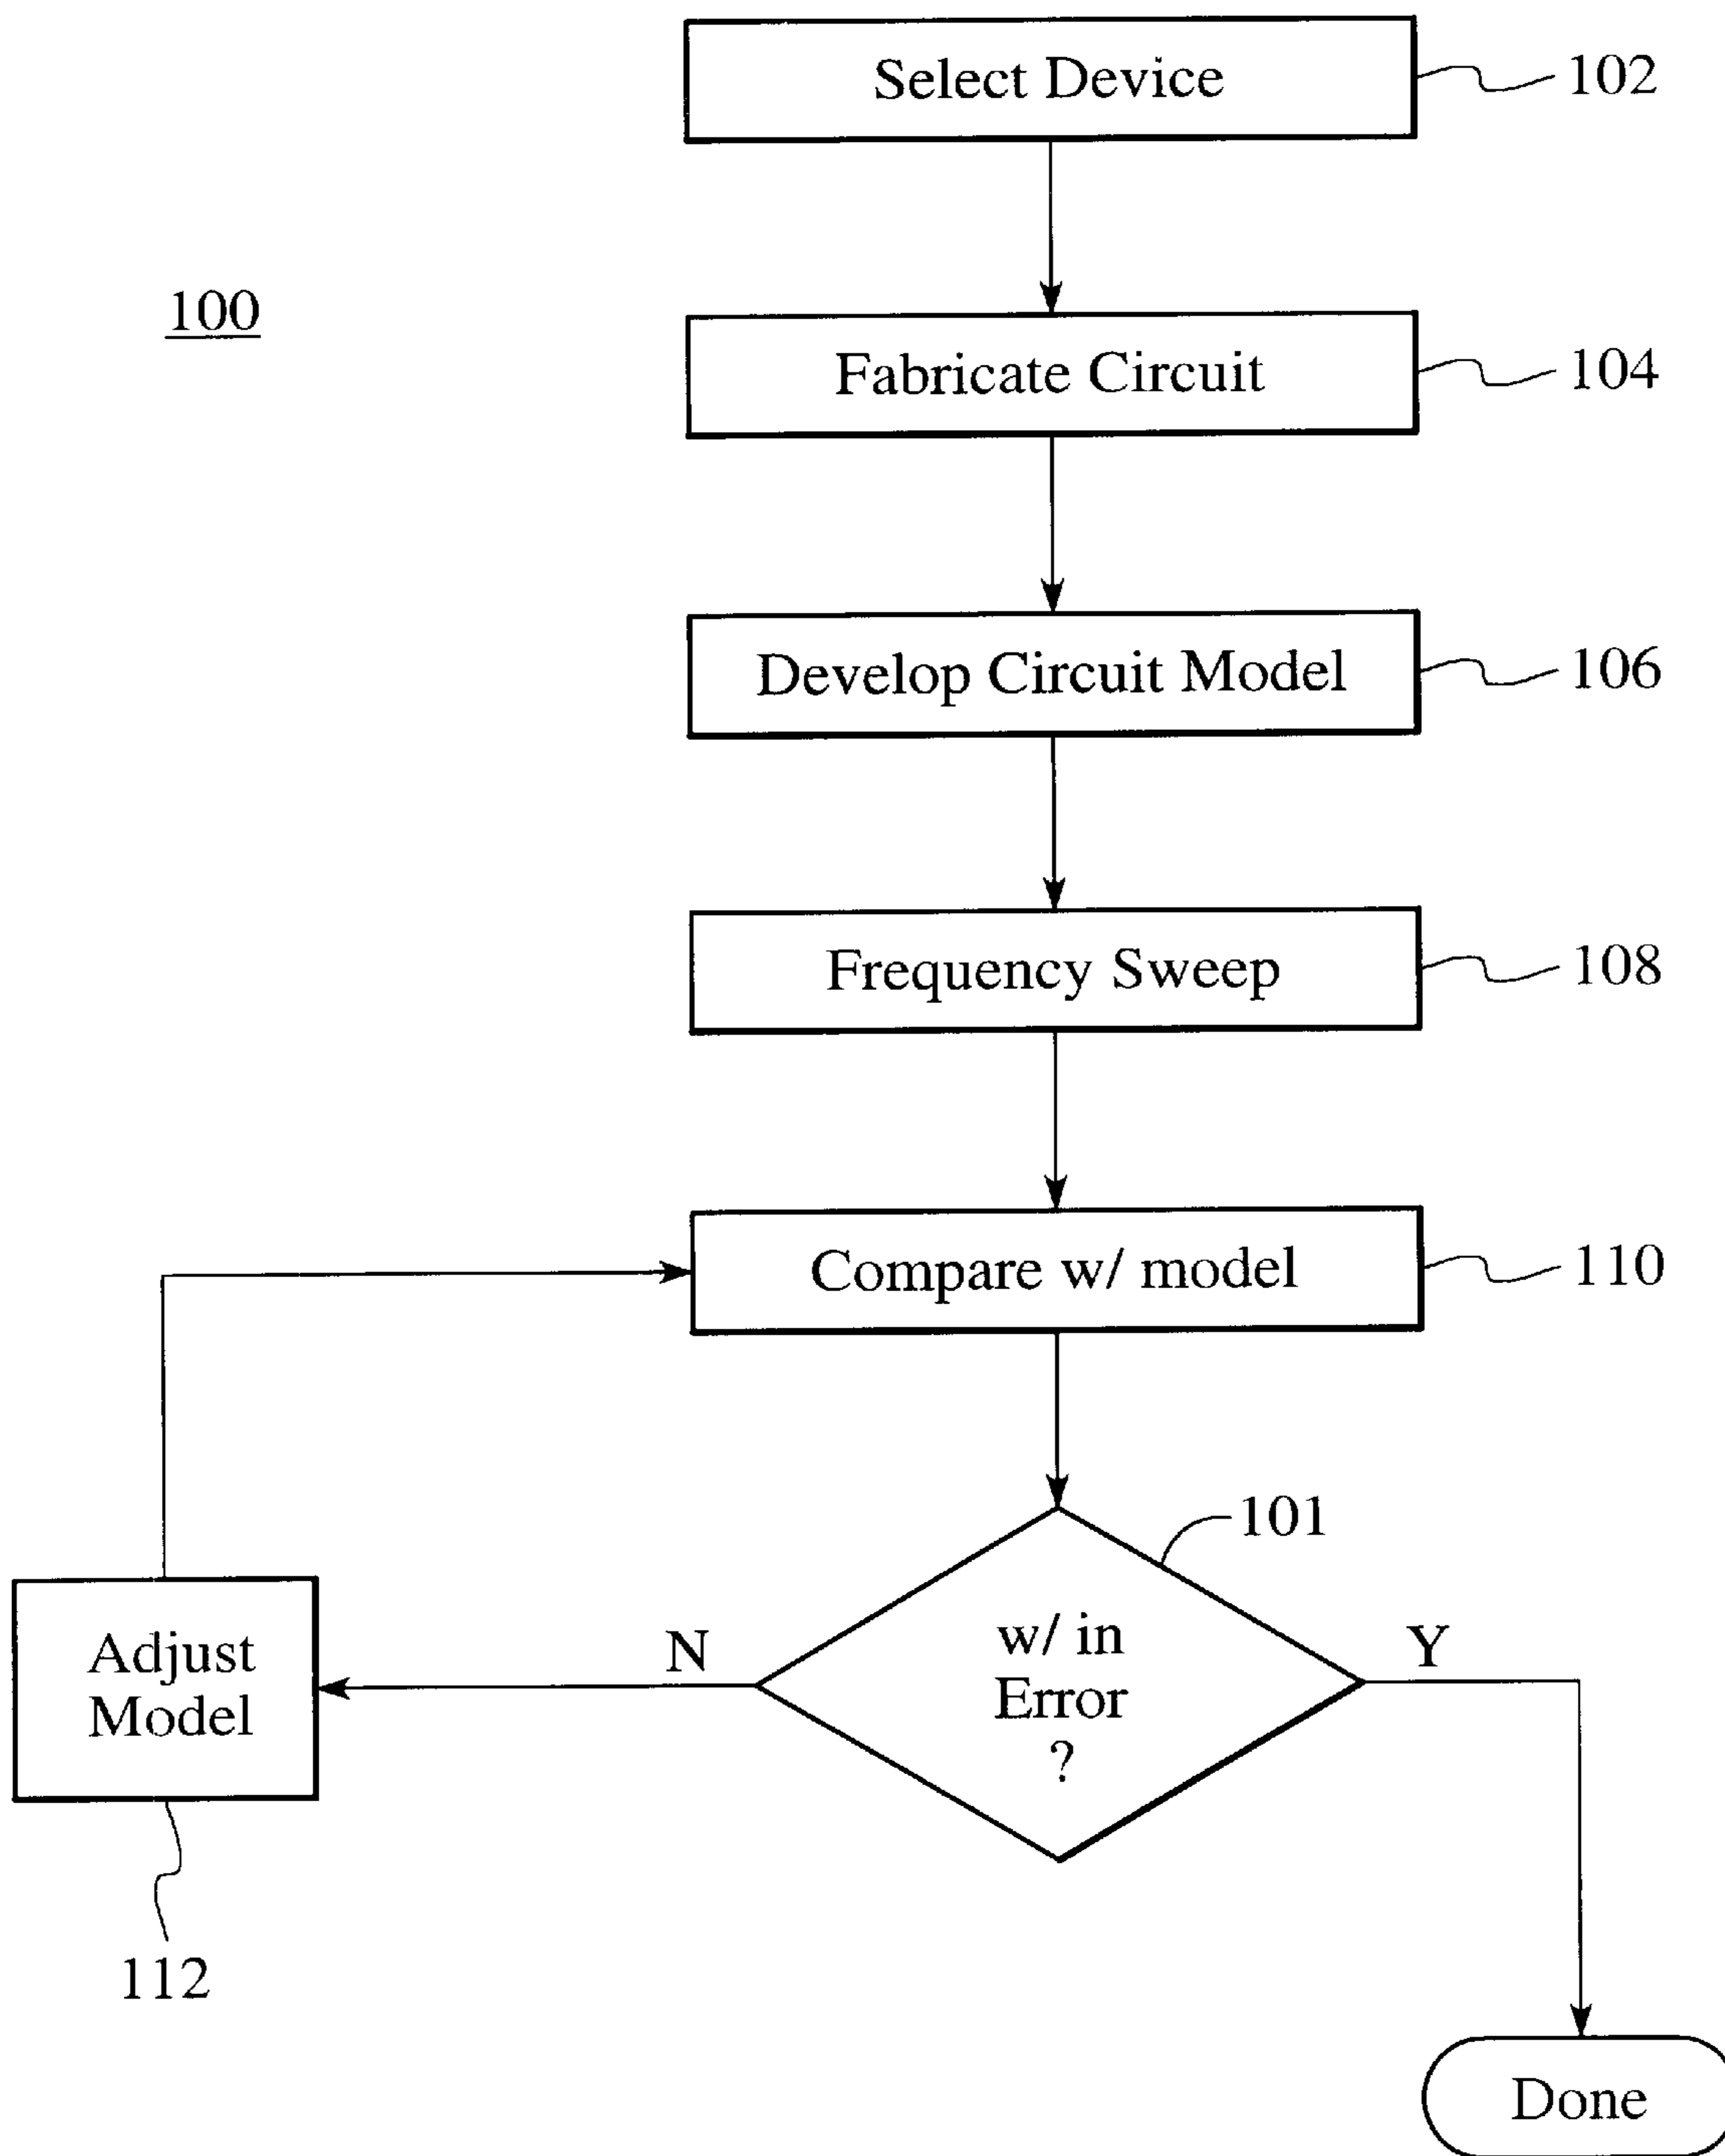 Select Device
102
100
Fabricate Circuit
104
Develop Circuit Model
106
Frequency Sweep
108
Compare w/ model
110
101
N
w/ in
Error
?
Y
Adjust
Model
112
Done